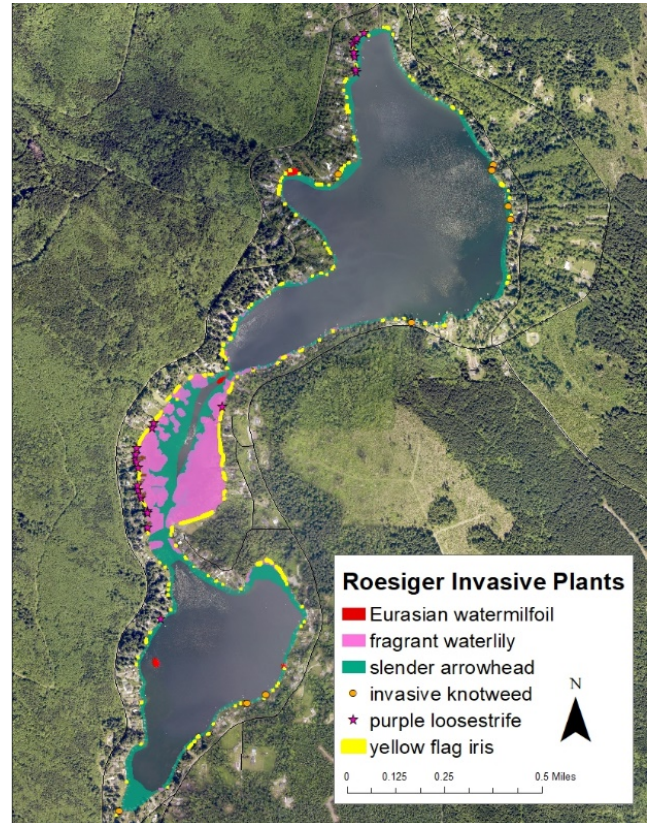 Roesiger Invasive Plants
Eurasian watermilfoil
fragrant waterlily
slender arrowhead
invasive knotweed
purple loosestrife
yellow flag iris
N
0 0.125 0.25 0.5 Miles